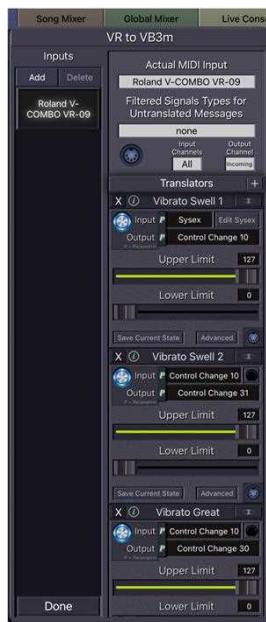 Song Mixer
Global Mixer
Live Cons
VR to VB3m
Inputs
Add
Delete
Roland V-COMBO VR-09
Actual MIDI Input
Roland V-COMBO VR-09
Filtered Signals Types for
Untranslated Messages
none
Input Channels
Output Channel
All
Incoming
Translators +
X i Vibrato Swell 1
Input P Sysex Edit Sysex
Output P Control Change 10
P = Parameter
Upper Limit 127
Lower Limit 0
Save Current State Advanced
X i Vibrato Swell 2
Input P Control Change 10
Output P Control Change 31
Upper Limit 127
Lower Limit 0
Save Current State Advanced
X i Vibrato Great
Input P Control Change 10
Output P Control Change 30
Upper Limit 127
Lower Limit 0
Done